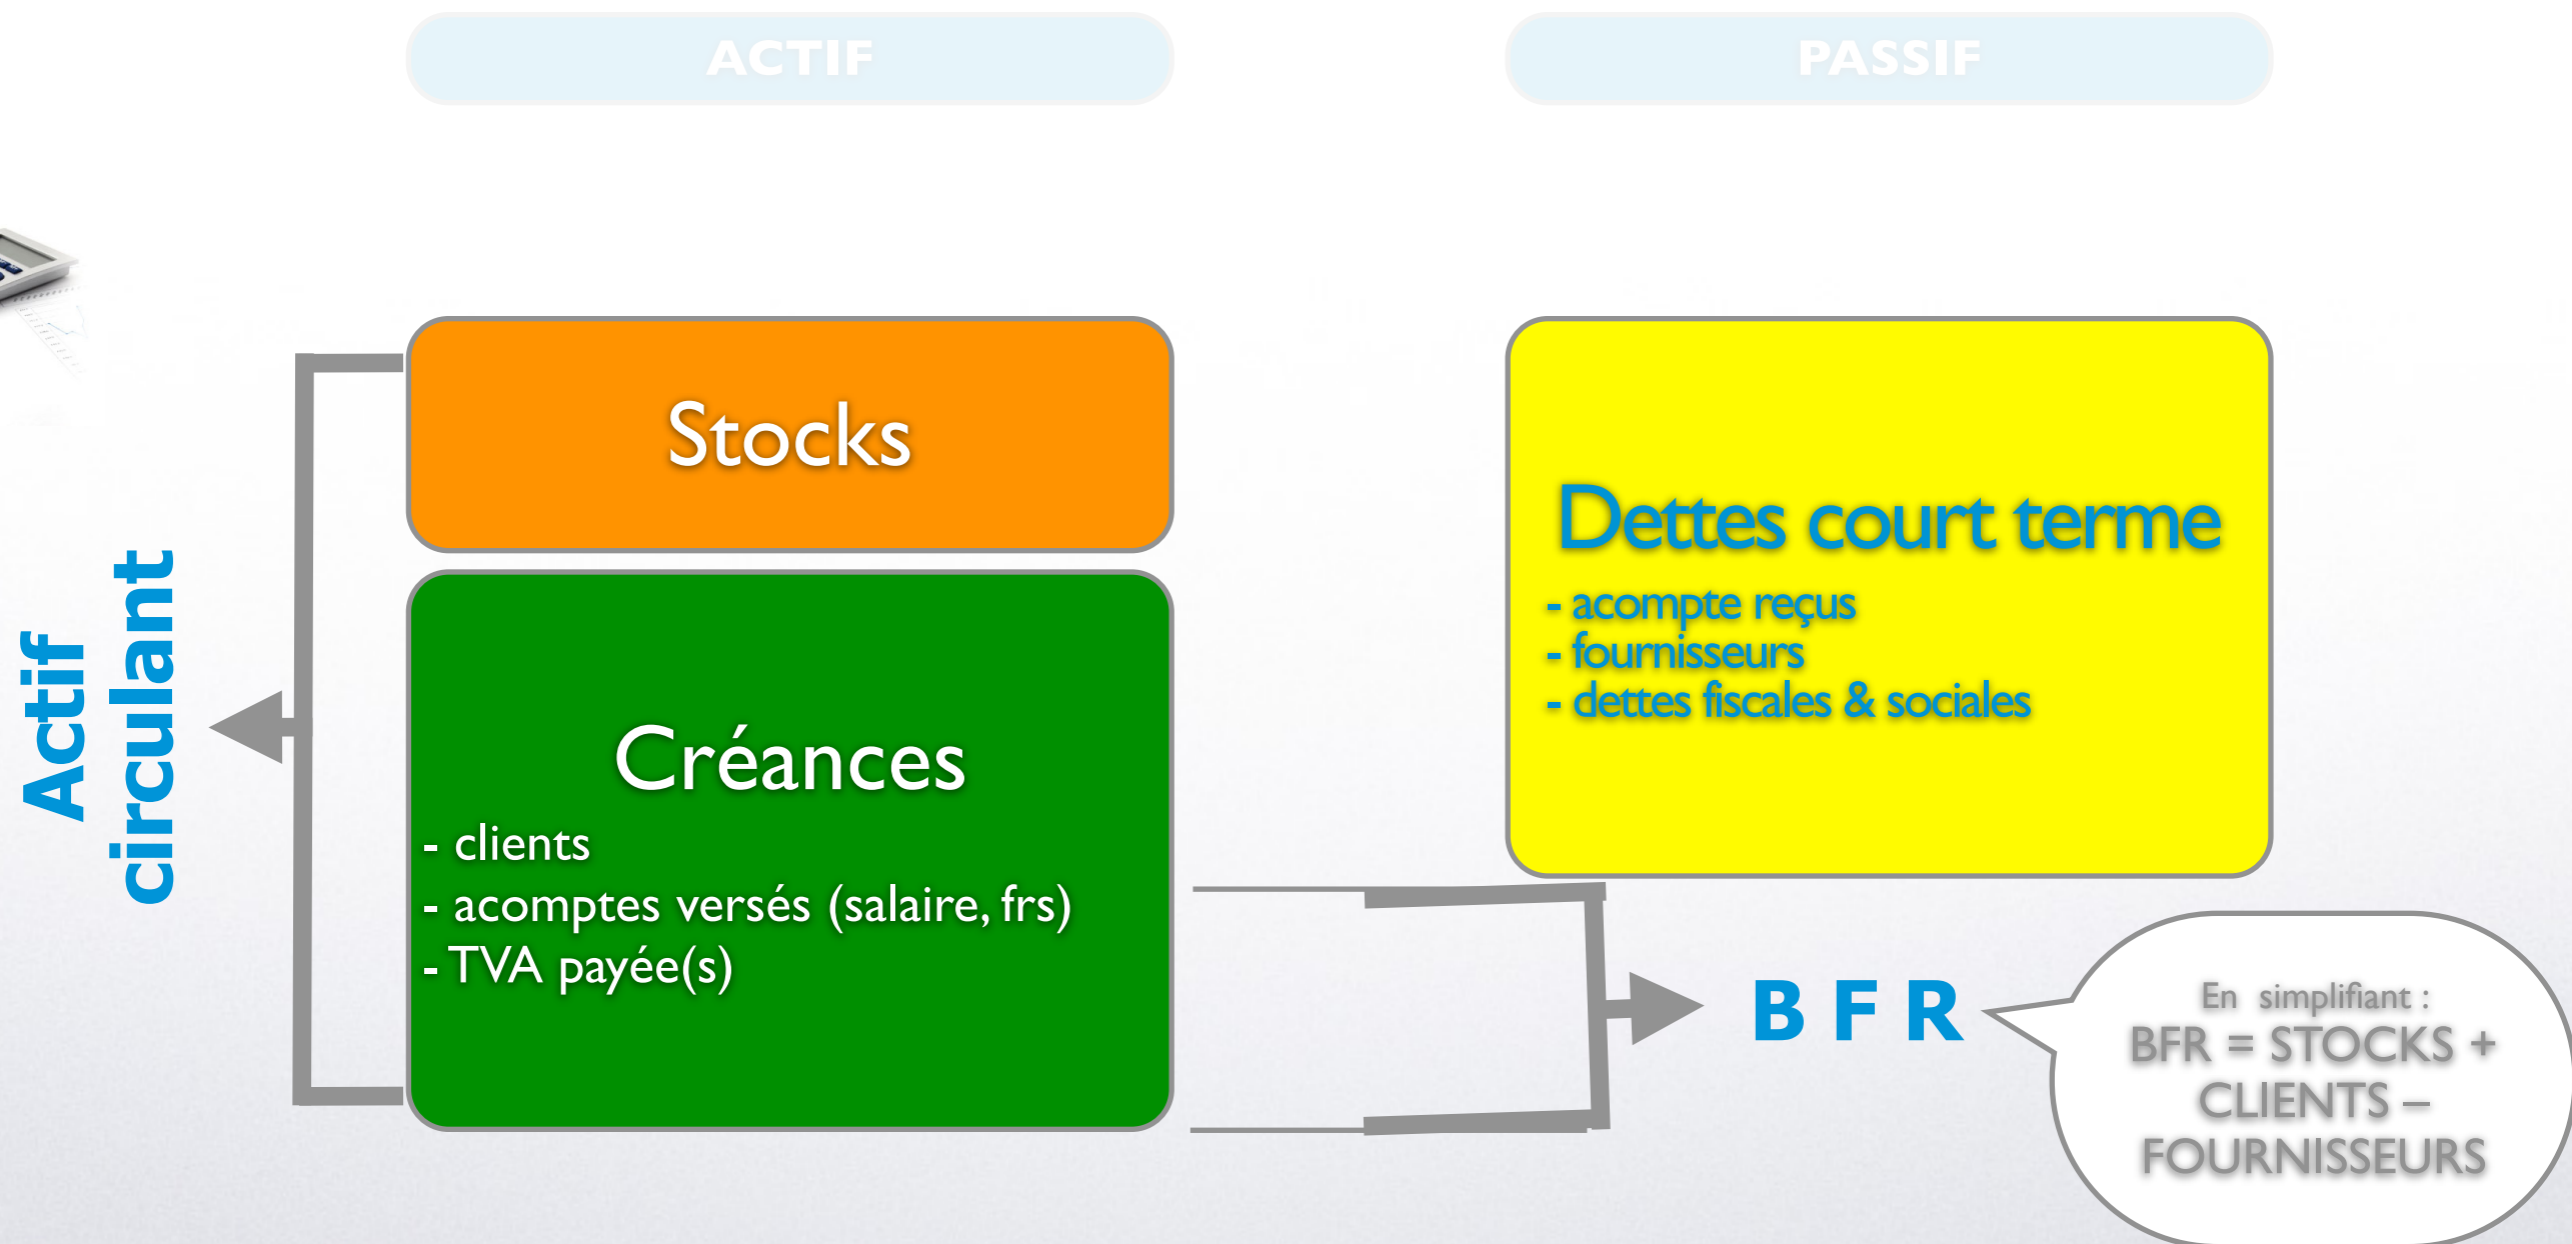 ACTIF
PASSIF
Actif
circulant
Stocks
Créances
- clients
- acomptes versés (salaire, frs)
- TVA payée(s)
Dettes court terme
- acompte reçus
- fournisseurs
- dettes fiscales & sociales
B F R
En simplifiant :
BFR = STOCKS +
CLIENTS –
FOURNISSEURS